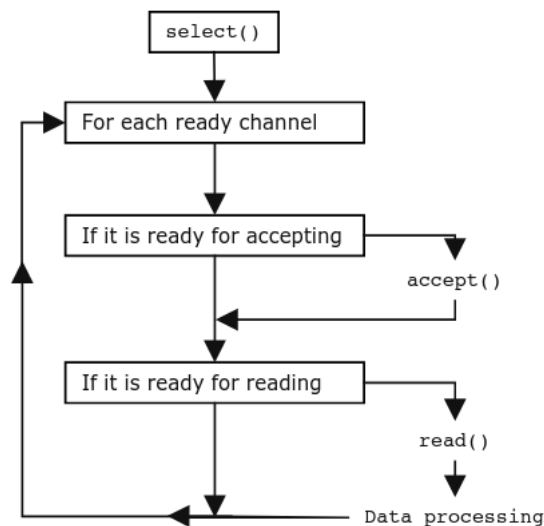 select()
For each ready channel
If it is ready for accepting
accept()
If it is ready for reading
read()
Data processing